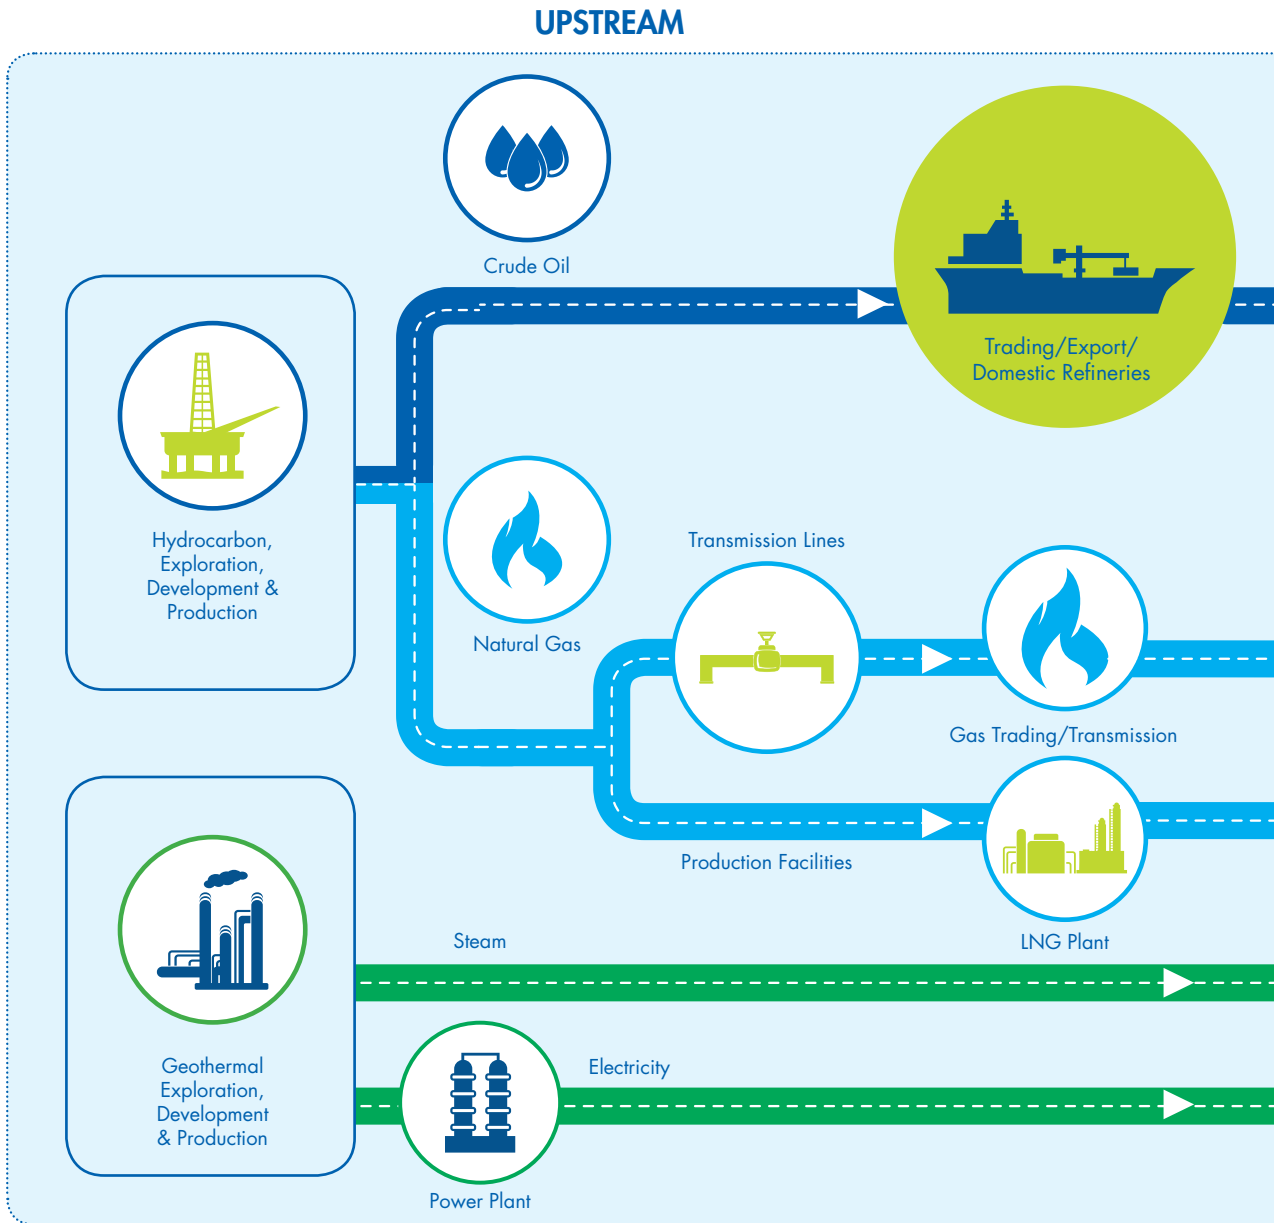 UPSTREAM
Crude Oil
Trading/Export/
Domestic Refineries
Hydrocarbon,
Exploration,
Development &
Production
Natural Gas
Transmission Lines
Gas Trading/Transmission
Production Facilities
LNG Plant
Steam
Geothermal
Exploration,
Development
& Production
Electricity
Power Plant